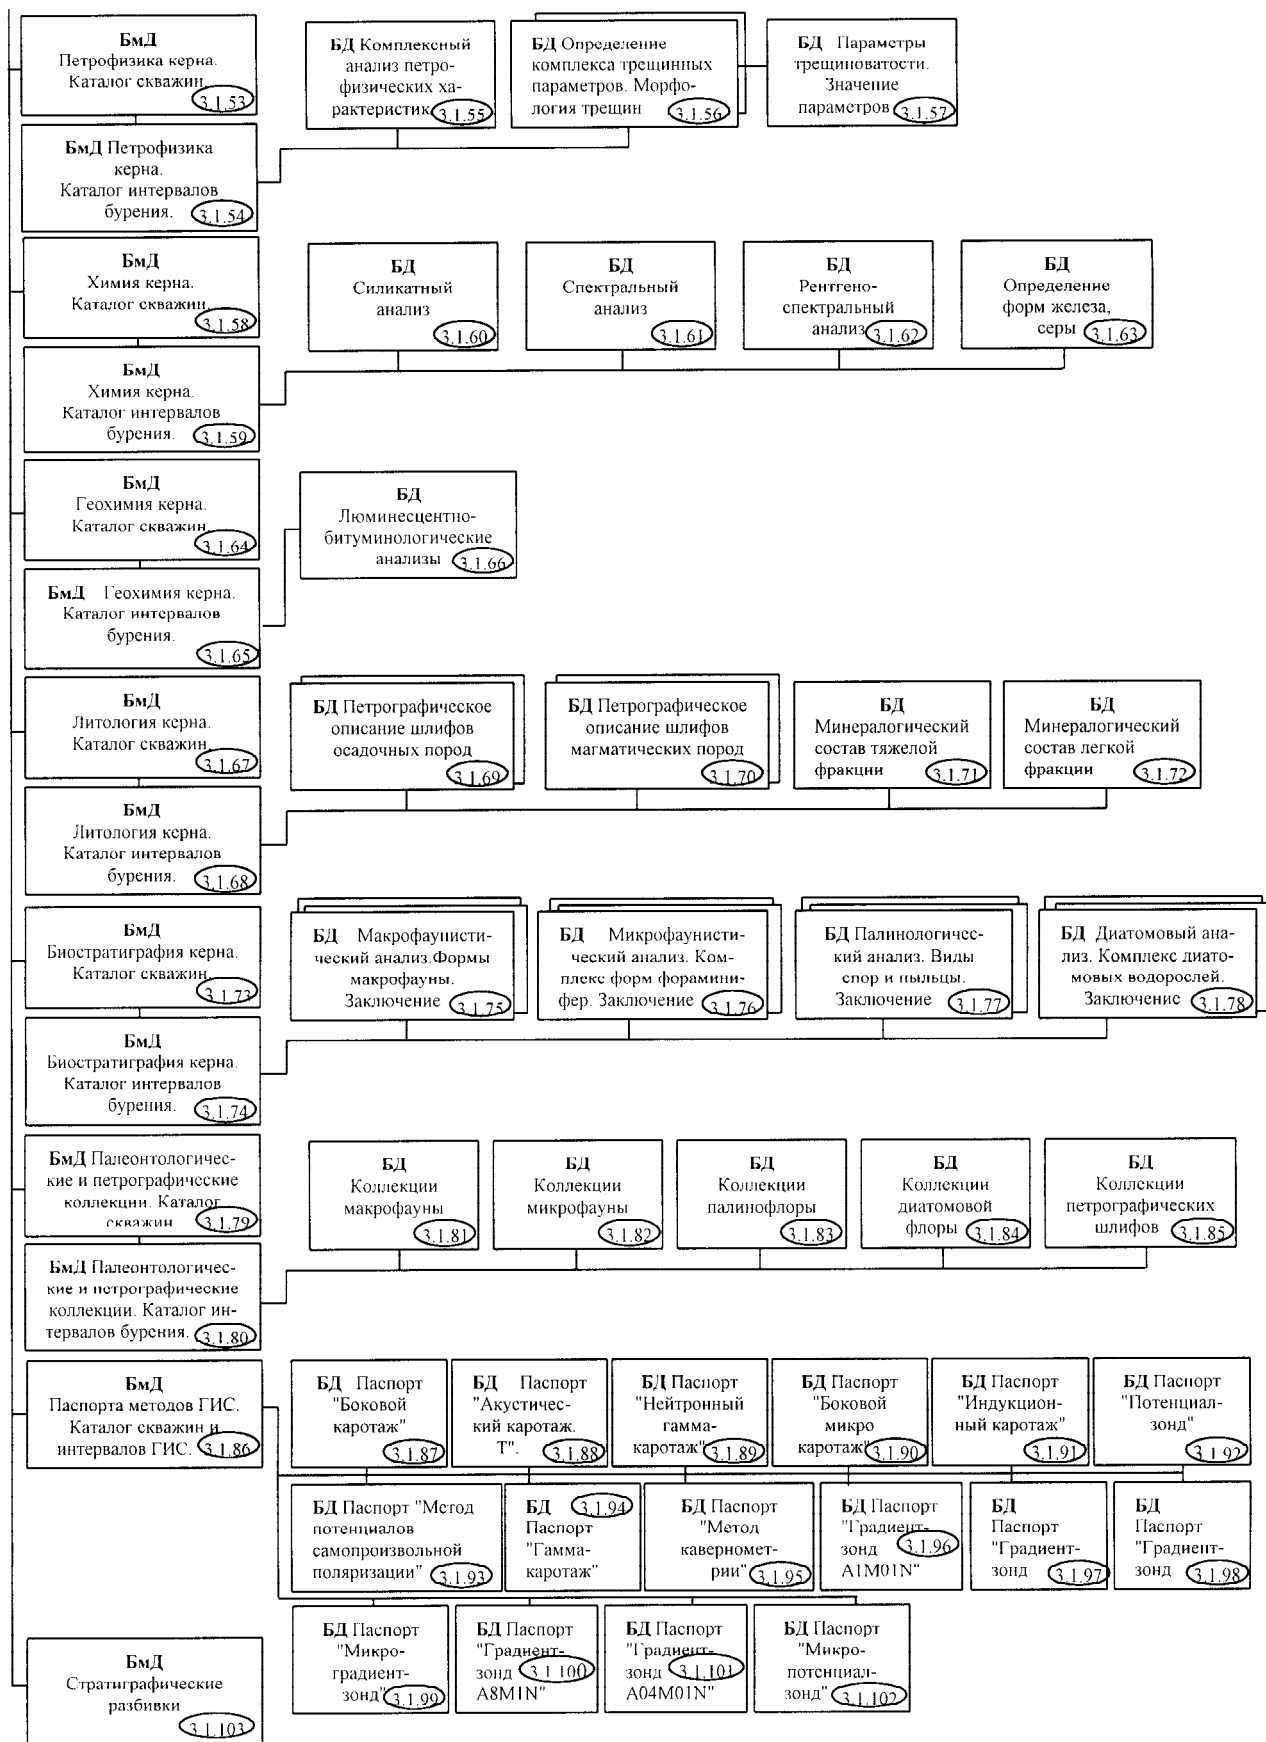 БмД
Петрофизика керна.
Каталог скважин.
3.1.53
БД Комплексный
анализ петро-
физических ха-
рактеристик
3.1.55
БД Определение
комплекса трещинных
параметров. Морфо-
логия трещин
3.1.56
БД Параметры
трещиноватости.
Значение
параметров
3.1.57
БмД Петрофизика
керна.
Каталог интервалов
бурения.
3.1.54
БмД
Химия керна.
Каталог скважин.
3.1.58
БД
Силикатный
анализ
3.1.60
БД
Спектральный
анализ
3.1.61
БД
Рентгено-
спектральный
анализ
3.1.62
БД
Определение
форм железа,
серы
3.1.63
БмД
Химия керна.
Каталог интервалов
бурения.
3.1.59
БмД
Геохимия керна.
Каталог скважин.
3.1.64
БД
Люминесцентно-
битуминологические
анализы
3.1.66
БмД Геохимия керна.
Каталог интервалов
бурения.
3.1.65
БмД
Литология керна.
Каталог скважин.
3.1.67
БД Петрографическое
описание шлифов
осадочных пород
3.1.69
БД Петрографическое
описание шлифов
магматических пород
3.1.70
БД
Минералогический
состав тяжелой
фракции
3.1.71
БД
Минералогический
состав легкой
фракции
3.1.72
БмД
Литология керна.
Каталог интервалов
бурения.
3.1.68
БмД
Биостратиграфия керна.
Каталог скважин.
3.1.73
БД Макрофаунисти-
ческий анализ.Формы
макрофауны.
Заключение
3.1.75
БД Микрофаунисти-
ческий анализ. Ком-
плекс форм форамини-
фер. Заключение
3.1.76
БД Палинологичес-
кий анализ. Виды
спор и пыльцы.
Заключение
3.1.77
БД Диатомовый ана-
лиз. Комплекс диато-
мовых водорослей.
Заключение
3.1.78
БмД
Биостратиграфия керна.
Каталог интервалов
бурения.
3.1.74
БмД Палеонтологичес-
кие и петрографические
коллекции. Каталог
скважин
3.1.79
БД
Коллекции
макрофауны
3.1.81
БД
Коллекции
микрофауны
3.1.82
БД
Коллекции
палинофлоры
3.1.83
БД
Коллекции
диатомовой
флоры
3.1.84
БД
Коллекции
петрографических
шлифов
3.1.85
БмД Палеонтологичес-
кие и петрографические
коллекции. Каталог ин-
тервалов бурения.
3.1.80
БмД
Паспорта методов ГИС.
Каталог скважин и
интервалов ГИС.
3.1.86
БД Паспорт
"Боковой
каротаж"
3.1.87
БД Паспорт
"Акустичес-
кий каротаж.
Т".
3.1.88
БД Паспорт
"Нейтронный
гамма-
каротаж"
3.1.89
БД Паспорт
"Боковой
микро
каротаж"
3.1.90
БД Паспорт
"Индукцион-
ный каротаж"
3.1.91
БД Паспорт
"Потенциал-
зонд"
3.1.92
БД Паспорт "Метод
потенциалов
самопроизвольной
поляризации"
3.1.93
БД
3.1.94
Паспорт
"Гамма-
каротаж"
БД Паспорт
"Метод
кавернoмет-
рии"
3.1.95
БД Паспорт
"Градиент-
зонд
3.1.96
A1M01N"
БД
Паспорт
"Градиент-
зонд
3.1.97
БД
Паспорт
"Градиент-
зонд
3.1.98
БД Паспорт
"Микро-
градиент-
зонд"
3.1.99
БД Паспорт
"Градиент-
зонд
3.1.100
A8M1N"
БД Паспорт
"Градиент-
зонд
3.1.101
A04M01N"
БД Паспорт
"Микро-
потенциал-
зонд"
3.1.102
БмД
Стратиграфические
разбивки
3.1.103